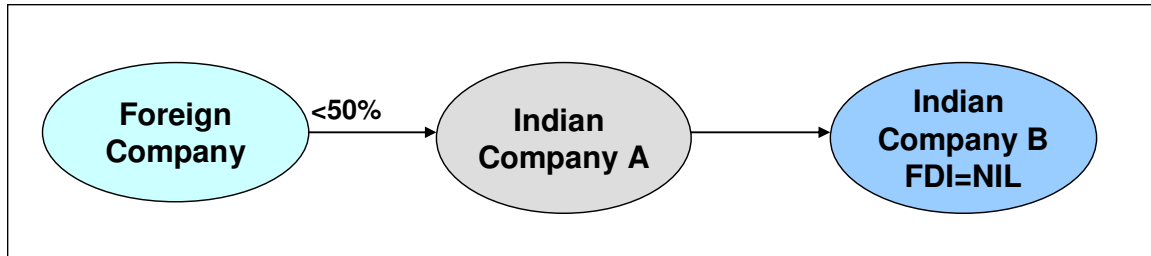 Foreign
Company
<50%
Indian
Company A
Indian
Company B
FDI=NIL